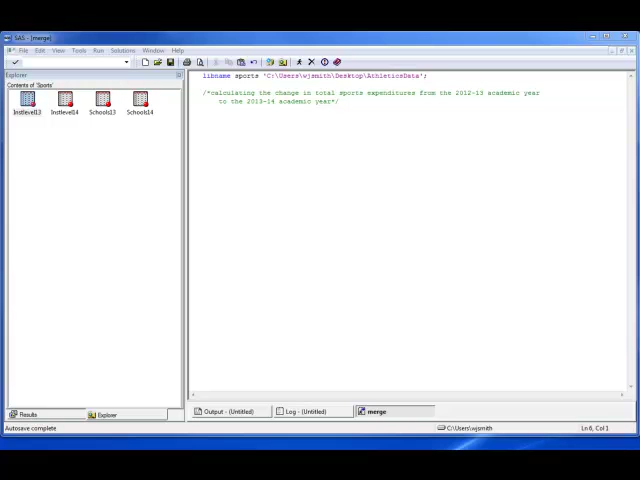 SAS - [merge]
File Edit View Tools Run Solutions Window Help
Explorer
Contents of 'Sports'
Instlevel13 Instlevel14 Schools13 Schools14
libname sports 'C:\Users\wjsmith\Desktop\AthleticsData';
/*calculating the change in total sports expenditures from the 2012-13 academic year
to the 2013-14 academic year*/
Results Explorer
Output - (Untitled) Log - (Untitled) merge
Autosave complete C:\Users\wjsmith Ln 6, Col 1